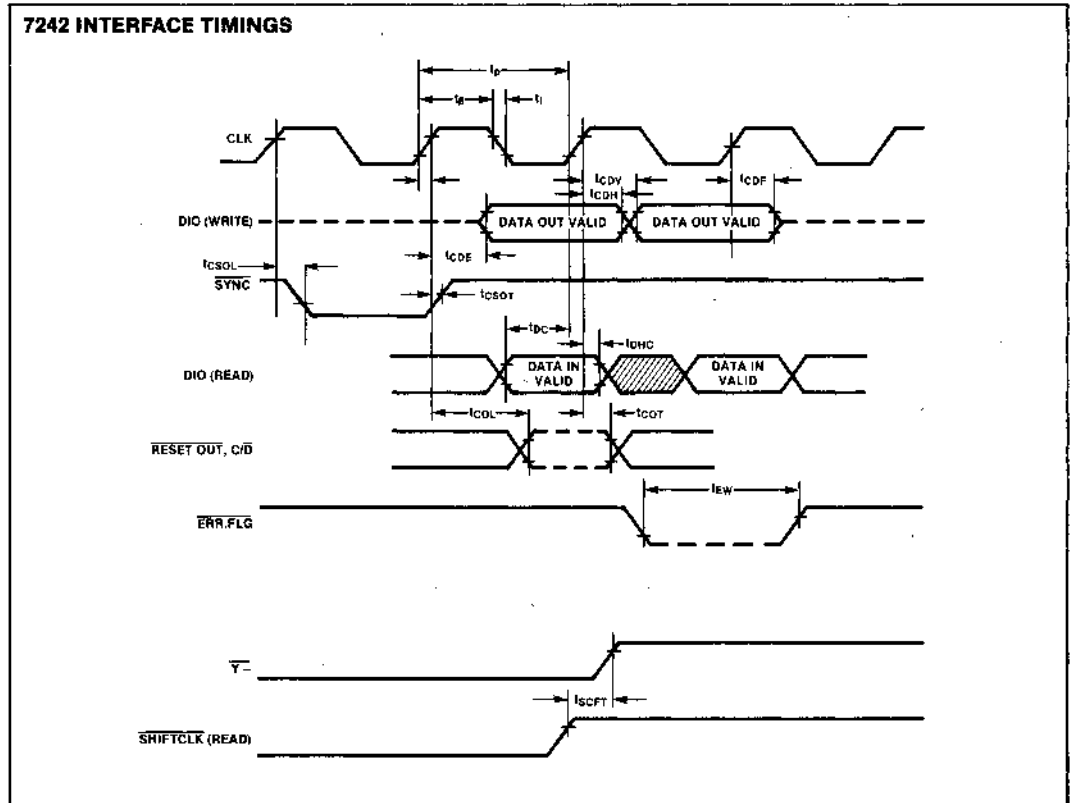 7242 INTERFACE TIMINGS
tP
tø tf
CLK
tCDV
tCDH
tCDF
DIO (WRITE)
DATA OUT VALID DATA OUT VALID
tCDE
tCSOL
SYNC
tCSOT
tDC
tDHC
DIO (READ)
DATA IN VALID
DATA IN VALID
tCOL
tCOT
RESET OUT, C/D
tEW
ERR.FLG
Y–
tSCFT
SHIFTCLK (READ)